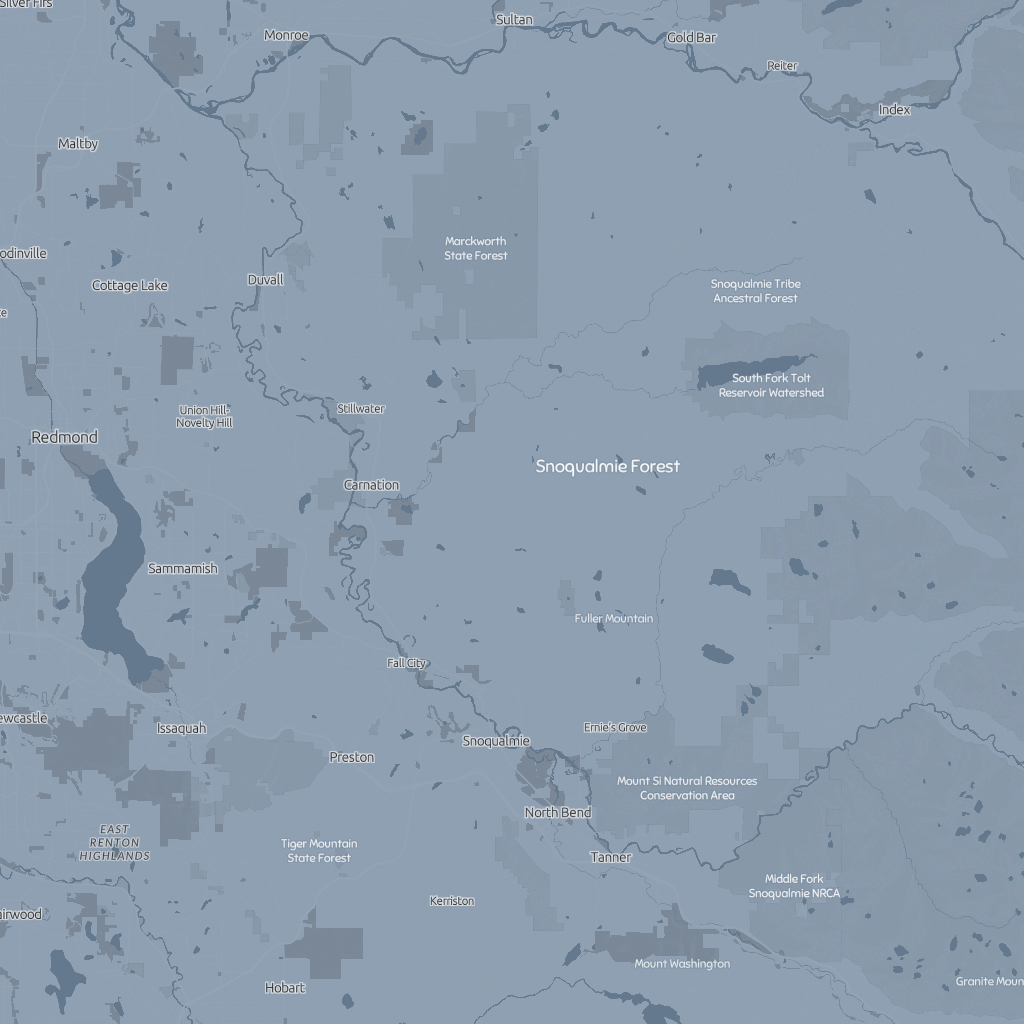 Silver Firs
Sultan
Monroe
Gold Bar
Reiter
Index
Maltby
odinville
Marckworth
State Forest
Duvall
Cottage Lake
Snoqualmie Tribe
Ancestral Forest
South Fork Tolt
Reservoir Watershed
Stillwater
Union Hill-
Novelty Hill
Redmond
Snoqualmie Forest
Carnation
Sammamish
Fuller Mountain
Fall City
ewcastle
Issaquah
Ernie's Grove
Snoqualmie
Preston
Mount Si Natural Resources
Conservation Area
North Bend
EAST
RENTON
HIGHLANDS
Tiger Mountain
State Forest
Tanner
Middle Fork
Snoqualmie NRCA
Kerriston
airwood
Mount Washington
Granite Moun
Hobart